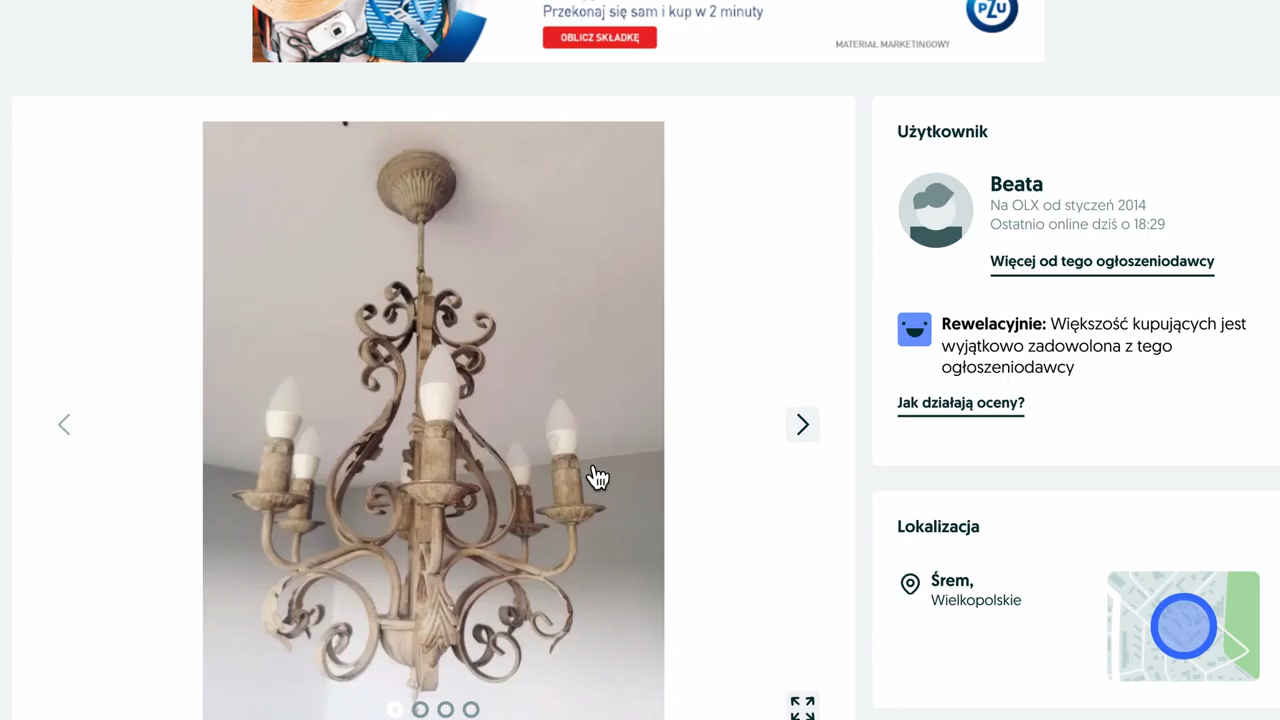 Przekonaj się sam i kup w 2 minuty
OBLICZ SKŁADKĘ
PZU
MATERIAŁ MARKETINGOWY
Użytkownik
Beata
Na OLX od styczeń 2014
Ostatnio online dziś o 18:29
Więcej od tego ogłoszeniodawcy
Rewelacyjnie: Większość kupujących jest
wyjątkowo zadowolona z tego
ogłoszeniodawcy
Jak działają oceny?
Lokalizacja
Śrem,
Wielkopolskie